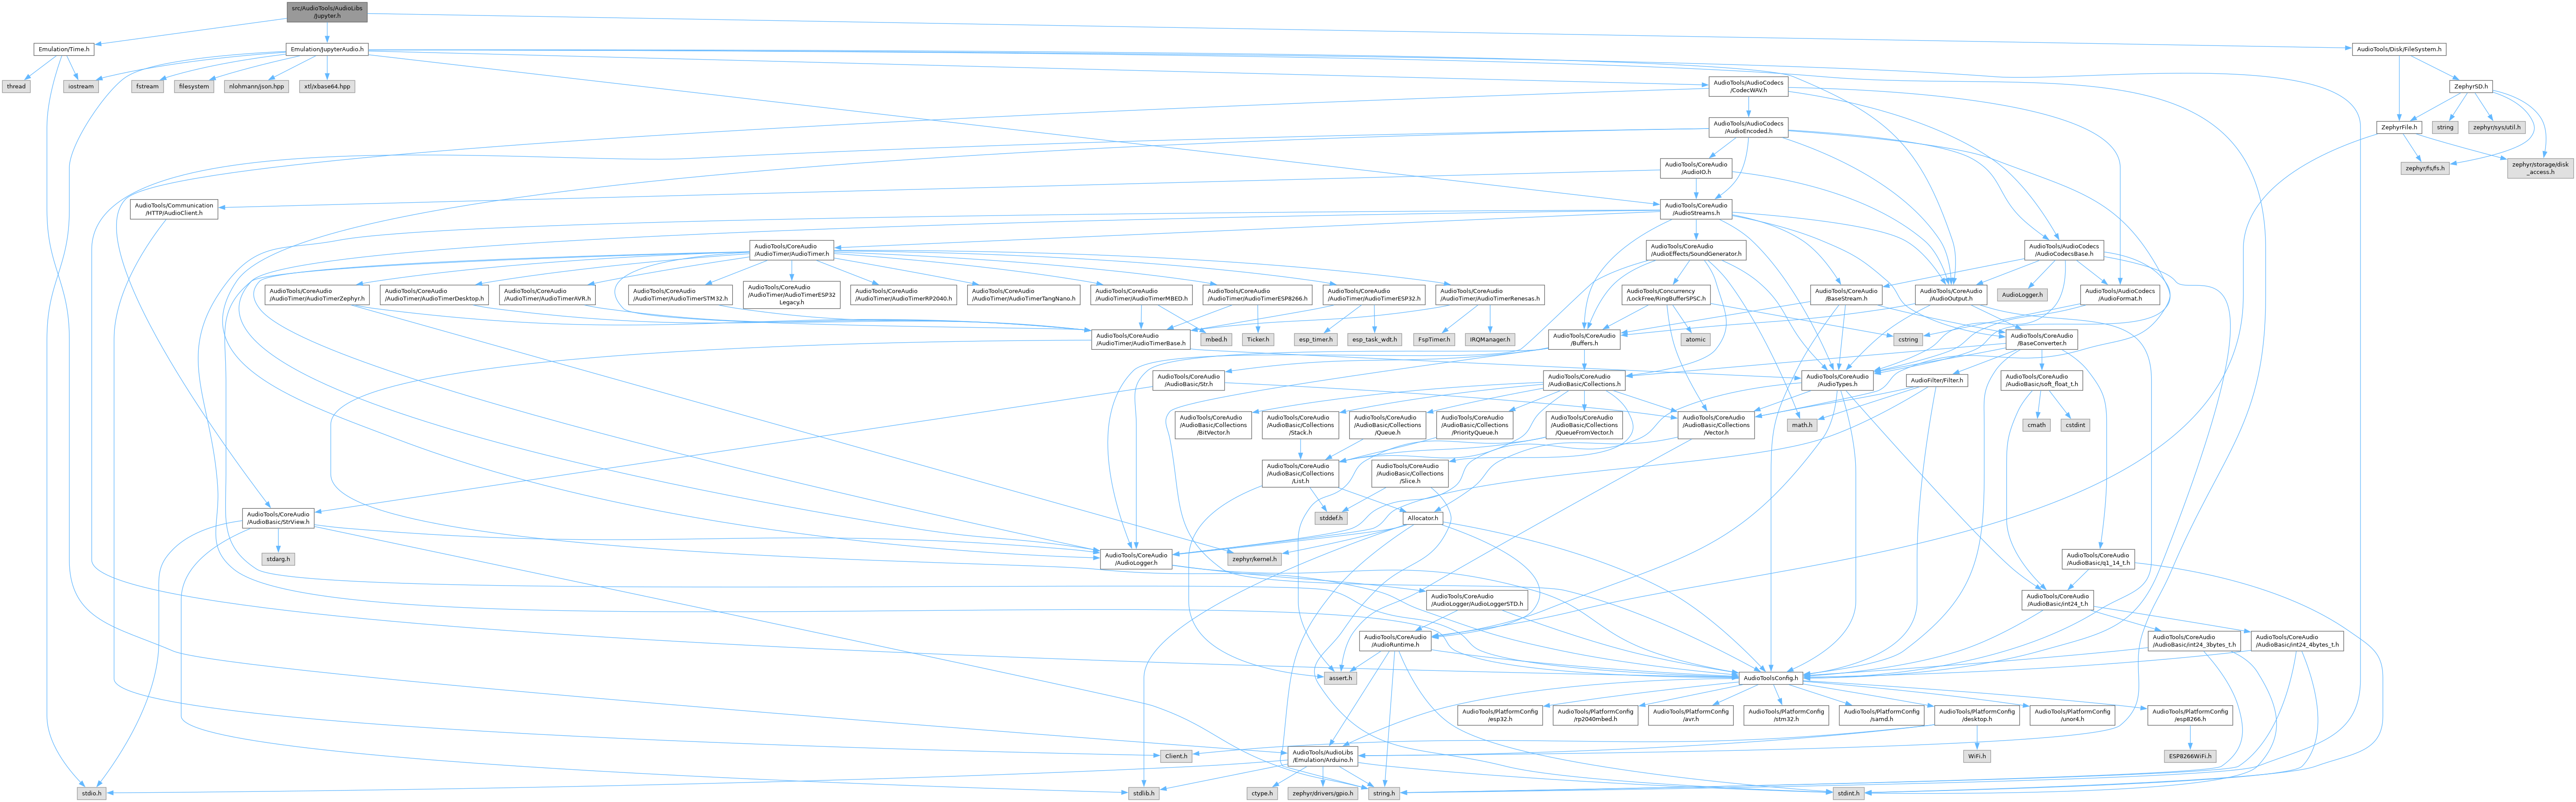 src/AudioTools/AudioLibs
/Jupyter.h
Emulation/Time.h
Emulation/JupyterAudio.h
AudioTools/Disk/FileSystem.h
thread
iostream
fstream
filesystem
nlohmann/json.hpp
xtl/xbase64.hpp
AudioTools/AudioCodecs
/CodecWAV.h
ZephyrSD.h
AudioTools/AudioCodecs
/AudioEncoded.h
ZephyrFile.h
string
zephyr/sys/util.h
AudioTools/CoreAudio
/AudioIO.h
zephyr/fs/fs.h
zephyr/storage/disk
_access.h
AudioTools/Communication
/HTTP/AudioClient.h
AudioTools/CoreAudio
/AudioStreams.h
AudioTools/CoreAudio
/AudioTimer/AudioTimer.h
AudioTools/CoreAudio
/AudioEffects/SoundGenerator.h
AudioTools/AudioCodecs
/AudioCodecsBase.h
AudioTools/CoreAudio
/AudioTimer/AudioTimerZephyr.h
AudioTools/CoreAudio
/AudioTimer/AudioTimerDesktop.h
AudioTools/CoreAudio
/AudioTimer/AudioTimerAVR.h
AudioTools/CoreAudio
/AudioTimer/AudioTimerSTM32.h
AudioTools/CoreAudio
/AudioTimer/AudioTimerESP32
Legacy.h
AudioTools/CoreAudio
/AudioTimer/AudioTimerRP2040.h
AudioTools/CoreAudio
/AudioTimer/AudioTimerTangNano.h
AudioTools/CoreAudio
/AudioTimer/AudioTimerMBED.h
AudioTools/CoreAudio
/AudioTimer/AudioTimerESP8266.h
AudioTools/CoreAudio
/AudioTimer/AudioTimerESP32.h
AudioTools/CoreAudio
/AudioTimer/AudioTimerRenesas.h
AudioTools/Concurrency
/LockFree/RingBufferSPSC.h
AudioTools/CoreAudio
/BaseStream.h
AudioTools/CoreAudio
/AudioOutput.h
AudioLogger.h
AudioTools/AudioCodecs
/AudioFormat.h
AudioTools/CoreAudio
/AudioTimer/AudioTimerBase.h
mbed.h
Ticker.h
esp_timer.h
esp_task_wdt.h
FspTimer.h
IRQManager.h
AudioTools/CoreAudio
/Buffers.h
atomic
cstring
AudioTools/CoreAudio
/BaseConverter.h
AudioTools/CoreAudio
/AudioBasic/Str.h
AudioTools/CoreAudio
/AudioBasic/Collections.h
AudioTools/CoreAudio
/AudioTypes.h
AudioFilter/Filter.h
AudioTools/CoreAudio
/AudioBasic/soft_float_t.h
AudioTools/CoreAudio
/AudioBasic/Collections
/BitVector.h
AudioTools/CoreAudio
/AudioBasic/Collections
/Stack.h
AudioTools/CoreAudio
/AudioBasic/Collections
/Queue.h
AudioTools/CoreAudio
/AudioBasic/Collections
/PriorityQueue.h
AudioTools/CoreAudio
/AudioBasic/Collections
/QueueFromVector.h
AudioTools/CoreAudio
/AudioBasic/Collections
/Vector.h
math.h
cmath
cstdint
AudioTools/CoreAudio
/AudioBasic/Collections
/List.h
AudioTools/CoreAudio
/AudioBasic/Collections
/Slice.h
AudioTools/CoreAudio
/AudioBasic/StrView.h
stddef.h
Allocator.h
stdarg.h
AudioTools/CoreAudio
/AudioLogger.h
zephyr/kernel.h
AudioTools/CoreAudio
/AudioBasic/q1_14_t.h
AudioTools/CoreAudio
/AudioLogger/AudioLoggerSTD.h
AudioTools/CoreAudio
/AudioBasic/int24_t.h
AudioTools/CoreAudio
/AudioRuntime.h
AudioTools/CoreAudio
/AudioBasic/int24_3bytes_t.h
AudioTools/CoreAudio
/AudioBasic/int24_4bytes_t.h
assert.h
AudioToolsConfig.h
AudioTools/PlatformConfig
/esp32.h
AudioTools/PlatformConfig
/rp2040mbed.h
AudioTools/PlatformConfig
/avr.h
AudioTools/PlatformConfig
/stm32.h
AudioTools/PlatformConfig
/samd.h
AudioTools/PlatformConfig
/desktop.h
AudioTools/PlatformConfig
/unor4.h
AudioTools/PlatformConfig
/esp8266.h
Client.h
AudioTools/AudioLibs
/Emulation/Arduino.h
WiFi.h
ESP8266WiFi.h
stdio.h
stdlib.h
ctype.h
zephyr/drivers/gpio.h
string.h
stdint.h